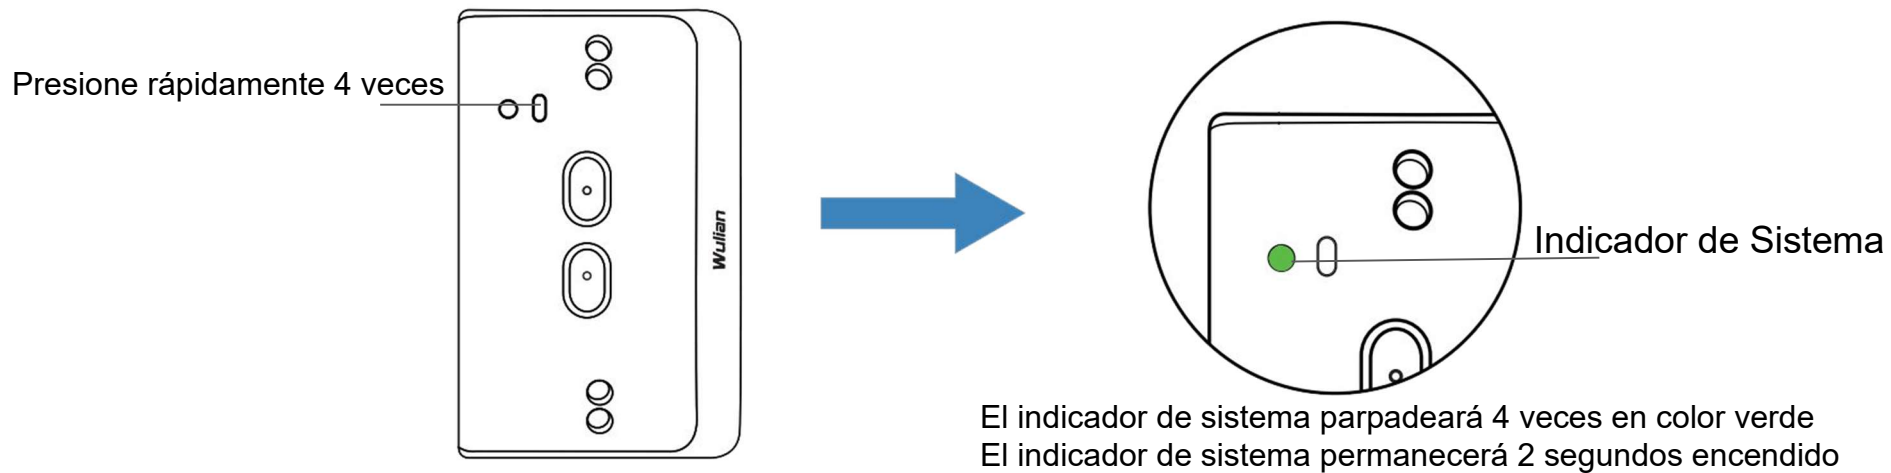 Presione rápidamente 4 veces
Wulian
Indicador de Sistema
El indicador de sistema parpadeará 4 veces en color verde
El indicador de sistema permanecerá 2 segundos encendido